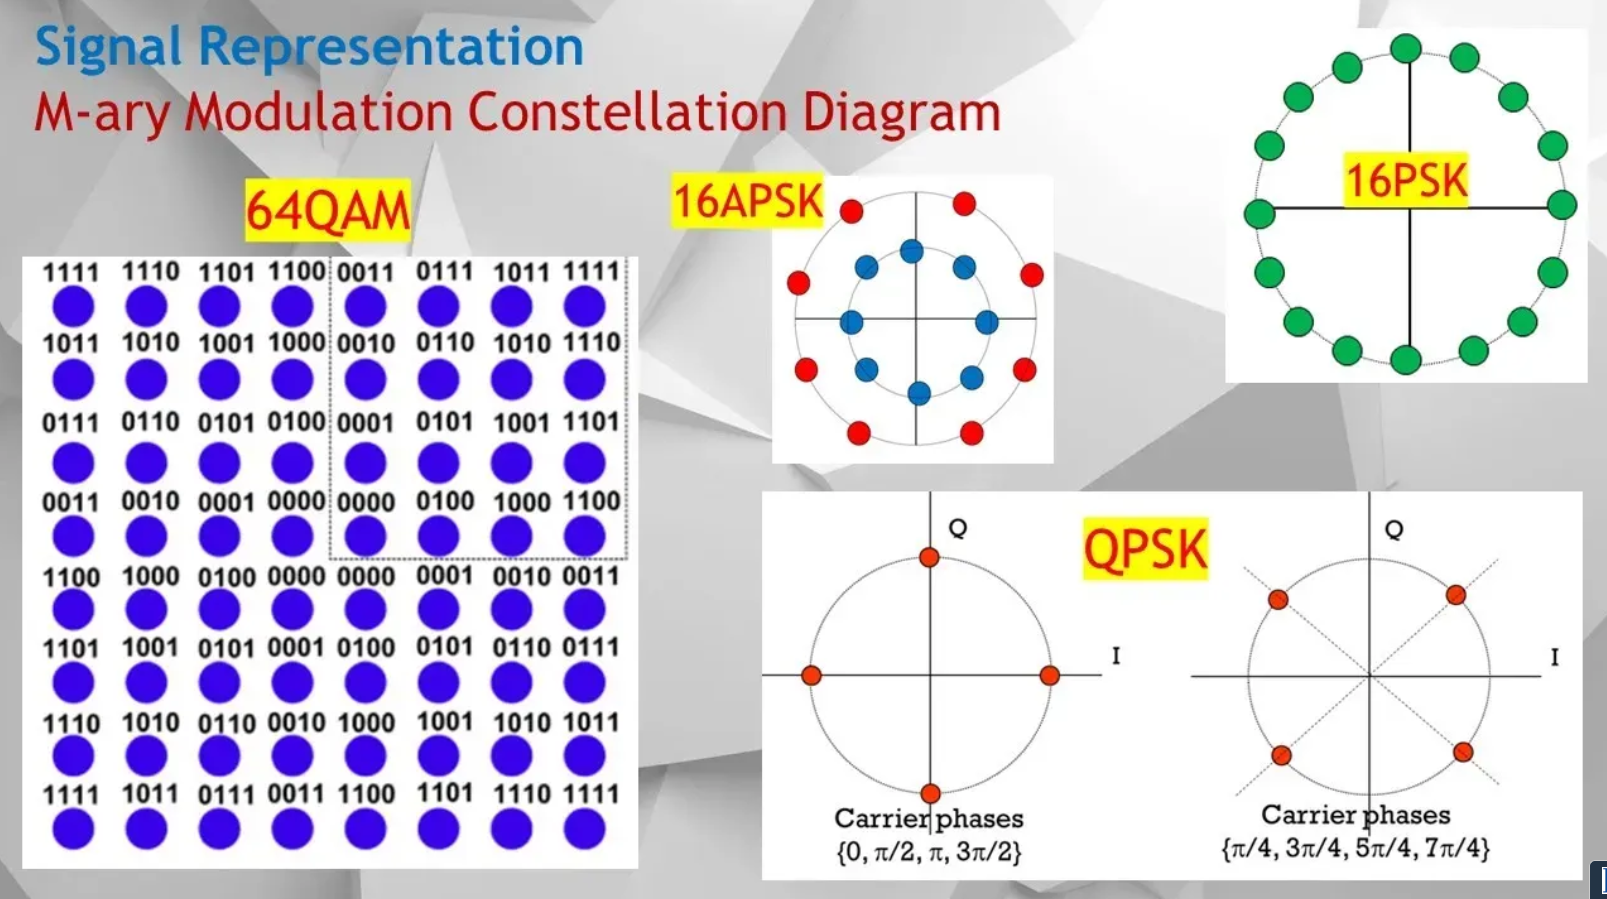 Signal Representation
M-ary Modulation Constellation Diagram
64QAM
1111 1110 1101 1100 0011 0111 1011 1111
1011 1010 1001 1000 0010 0110 1010 1110
0111 0110 0101 0100 0001 0101 1001 1101
0011 0010 0001 0000 0000 0100 1000 1100
1100 1000 0100 0000 0000 0001 0010 0011
1101 1001 0101 0001 0100 0101 0110 0111
1110 1010 0110 0010 1000 1001 1010 1011
1111 1011 0111 0011 1100 1101 1110 1111
16APSK
16PSK
QPSK
Q
I
Carrier phases
{0, π/2, π, 3π/2}
Q
I
Carrier phases
{π/4, 3π/4, 5π/4, 7π/4}